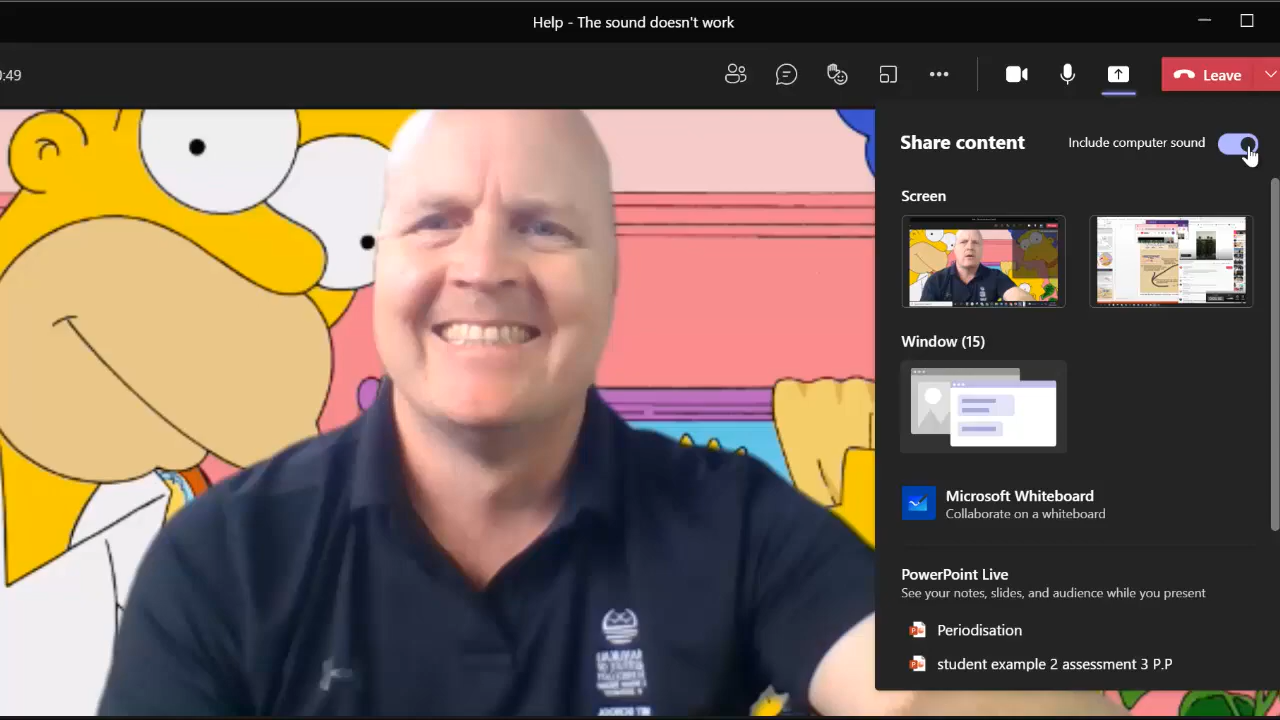 Help - The sound doesn't work
:49
Leave
Share content
Include computer sound
Screen
Window (15)
Microsoft Whiteboard
Collaborate on a whiteboard
PowerPoint Live
See your notes, slides, and audience while you present
Periodisation
student example 2 assessment 3 P.P